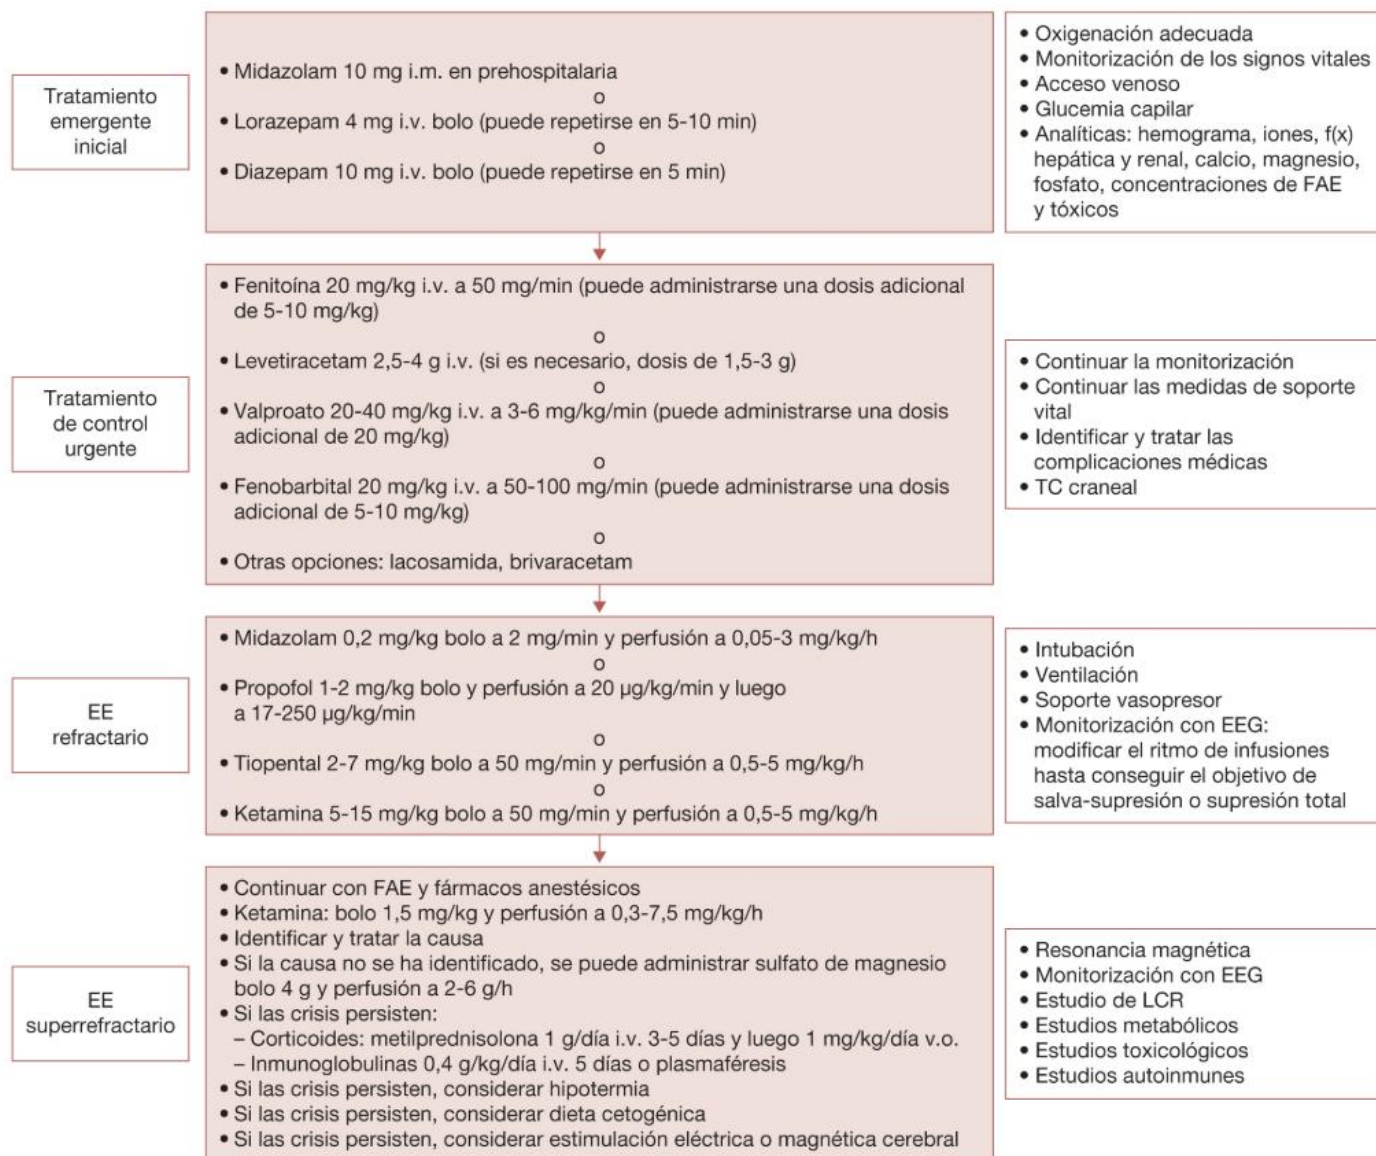 Tratamiento
emergente
inicial
• Midazolam 10 mg i.m. en prehospitalaria
o
• Lorazepam 4 mg i.v. bolo (puede repetirse en 5-10 min)
o
• Diazepam 10 mg i.v. bolo (puede repetirse en 5 min)
• Oxigenación adecuada
• Monitorización de los signos vitales
• Acceso venoso
• Glucemia capilar
• Analíticas: hemograma, iones, f(x)
hepática y renal, calcio, magnesio,
fosfato, concentraciones de FAE
y tóxicos
Tratamiento
de control
urgente
• Fenitoína 20 mg/kg i.v. a 50 mg/min (puede administrarse una dosis adicional
de 5-10 mg/kg)
o
• Levetiracetam 2,5-4 g i.v. (si es necesario, dosis de 1,5-3 g)
o
• Valproato 20-40 mg/kg i.v. a 3-6 mg/kg/min (puede administrarse una dosis
adicional de 20 mg/kg)
o
• Fenobarbital 20 mg/kg i.v. a 50-100 mg/min (puede administrarse una dosis
adicional de 5-10 mg/kg)
o
• Otras opciones: lacosamida, brivaracetam
• Continuar la monitorización
• Continuar las medidas de soporte
vital
• Identificar y tratar las
complicaciones médicas
• TC craneal
EE
refractario
• Midazolam 0,2 mg/kg bolo a 2 mg/min y perfusión a 0,05-3 mg/kg/h
o
• Propofol 1-2 mg/kg bolo y perfusión a 20 µg/kg/min y luego
a 17-250 µg/kg/min
o
• Tiopental 2-7 mg/kg bolo a 50 mg/min y perfusión a 0,5-5 mg/kg/h
o
• Ketamina 5-15 mg/kg bolo a 50 mg/min y perfusión a 0,5-5 mg/kg/h
• Intubación
• Ventilación
• Soporte vasopresor
• Monitorización con EEG:
modificar el ritmo de infusiones
hasta conseguir el objetivo de
salva-supresión o supresión total
EE
superrefractario
• Continuar con FAE y fármacos anestésicos
• Ketamina: bolo 1,5 mg/kg y perfusión a 0,3-7,5 mg/kg/h
• Identificar y tratar la causa
• Si la causa no se ha identificado, se puede administrar sulfato de magnesio
bolo 4 g y perfusión a 2-6 g/h
• Si las crisis persisten:
– Corticoides: metilprednisolona 1 g/día i.v. 3-5 días y luego 1 mg/kg/día v.o.
– Inmunoglobulinas 0,4 g/kg/día i.v. 5 días o plasmaféresis
• Si las crisis persisten, considerar hipotermia
• Si las crisis persisten, considerar dieta cetogénica
• Si las crisis persisten, considerar estimulación eléctrica o magnética cerebral
• Resonancia magnética
• Monitorización con EEG
• Estudio de LCR
• Estudios metabólicos
• Estudios toxicológicos
• Estudios autoinmunes